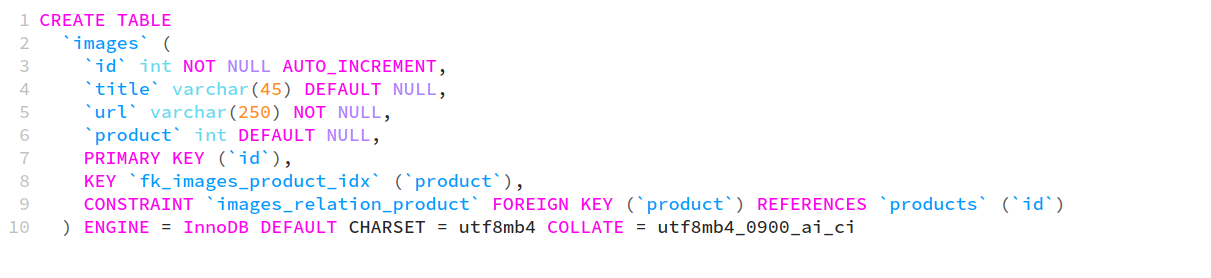 1 CREATE TABLE
2 `images` (
3 `id` int NOT NULL AUTO_INCREMENT,
4 `title` varchar(45) DEFAULT NULL,
5 `url` varchar(250) NOT NULL,
6 `product` int DEFAULT NULL,
7 PRIMARY KEY (`id`),
8 KEY `fk_images_product_idx` (`product`),
9 CONSTRAINT `images_relation_product` FOREIGN KEY (`product`) REFERENCES `products` (`id`)
10 ) ENGINE = InnoDB DEFAULT CHARSET = utf8mb4 COLLATE = utf8mb4_0900_ai_ci